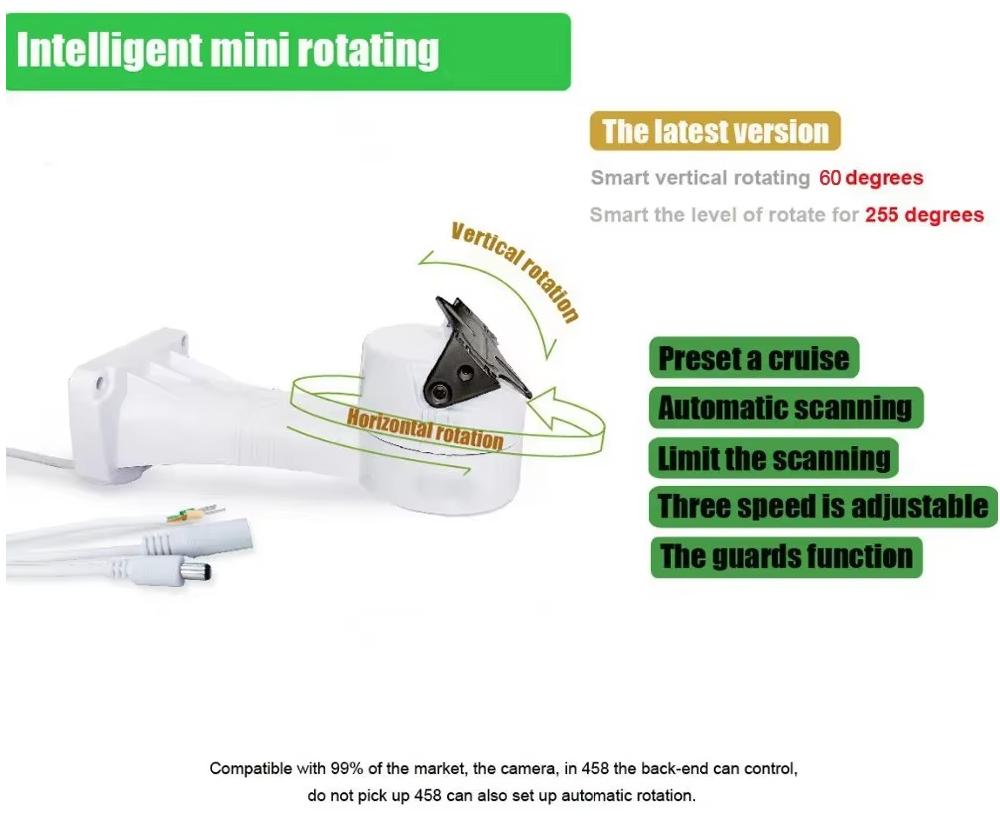 Intelligent mini rotating
The latest version
Smart vertical rotating 60 degrees
Smart the level of rotate for 255 degrees
Vertical rotation
Horizontal rotation
Preset a cruise
Automatic scanning
Limit the scanning
Three speed is adjustable
The guards function
Compatible with 99% of the market, the camera, in 458 the back-end can control,
do not pick up 458 can also set up automatic rotation.